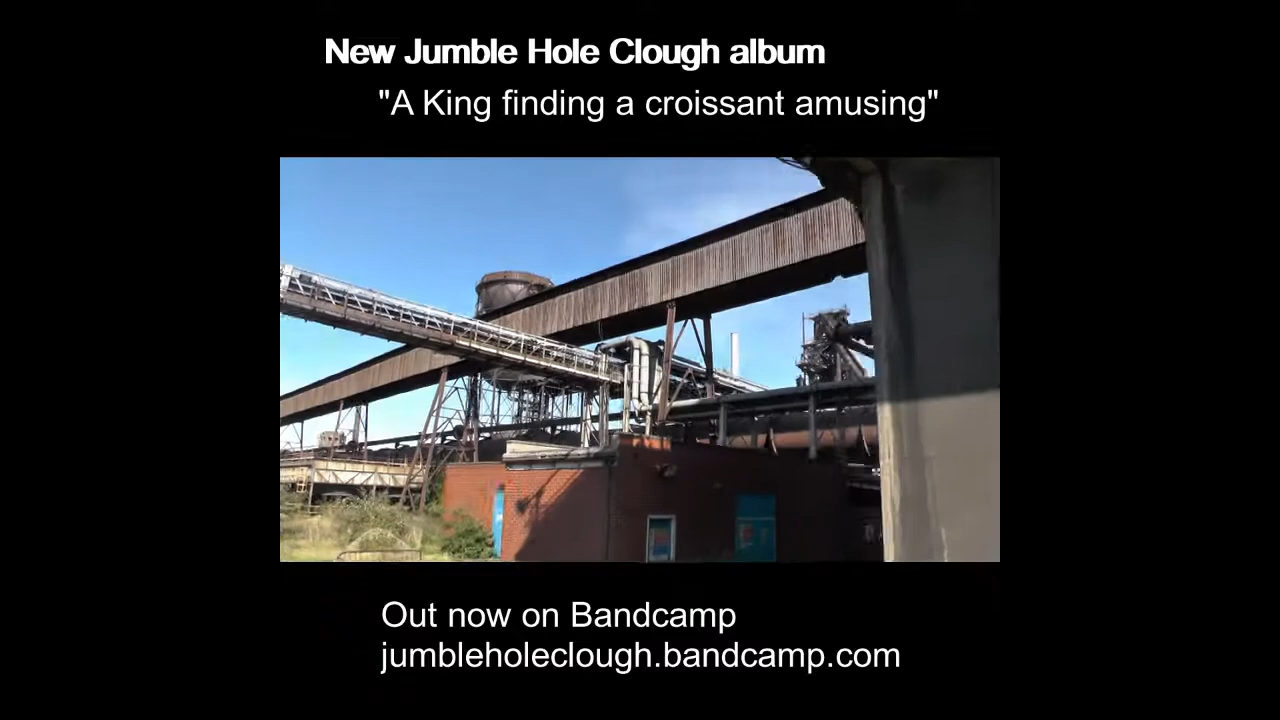 New Jumble Hole Clough album
"A King finding a croissant amusing"
Out now on Bandcamp
jumbleholeclough.bandcamp.com